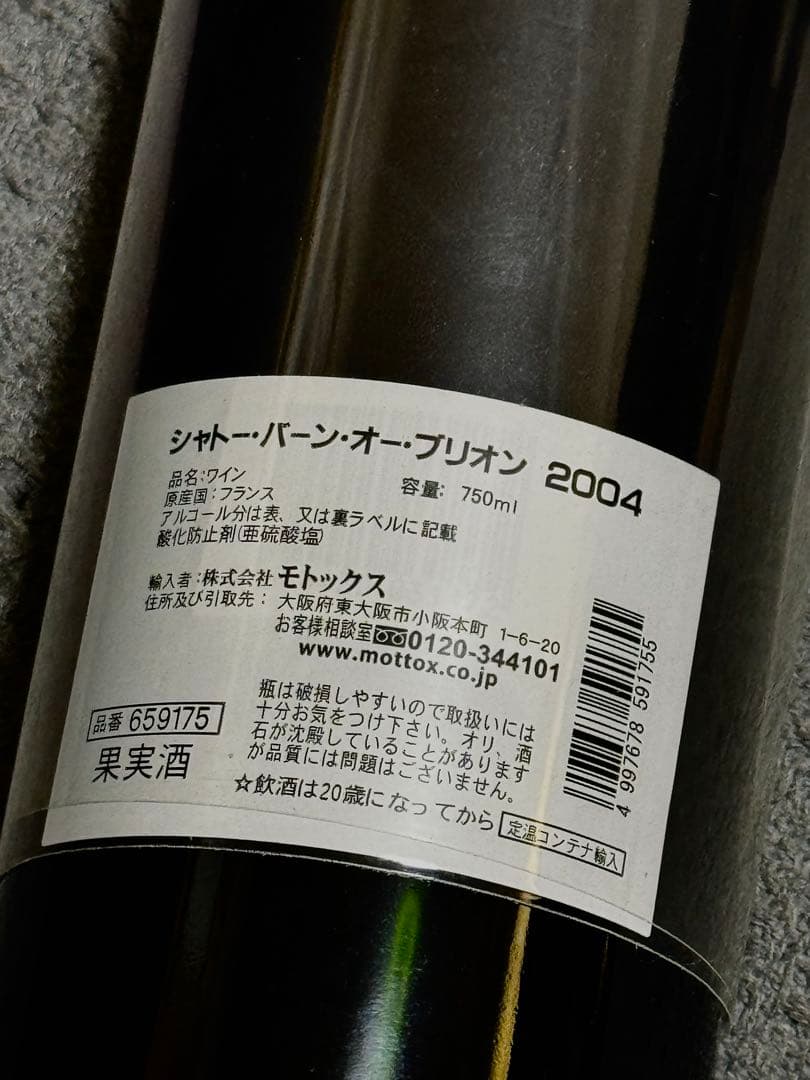 シャトー・バーン・オー・ブリオン 2004
品名:ワイン 容量: 750ml
原産国:フランス
アルコール分は表、又は裏ラベルに記載
酸化防止剤(亜硫酸塩)
輸入者:株式会社 モトックス
住所及び引取先: 大阪府東大阪市小阪本町 1-6-20
お客様相談室 0120-344101
www.mottox.co.jp
瓶は破損しやすいので取扱いには
十分お気をつけ下さい。オリ、酒
石が沈殿していることがあります
が品質には問題はございません。
品番 659175
果実酒
☆飲酒は20歳になってから 定温コンテナ輸入
4 997678 591755